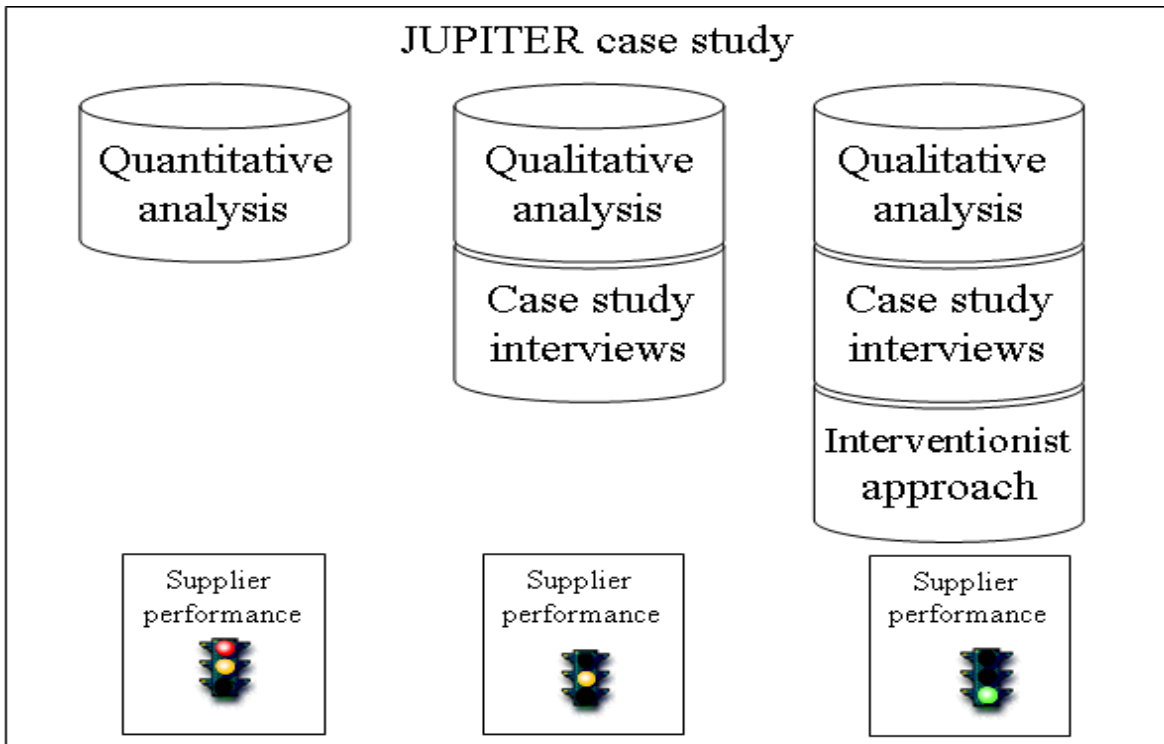 JUPITER case study
Quantitative
analysis
Qualitative
analysis
Case study
interviews
Qualitative
analysis
Case study
interviews
Interventionist
approach
Supplier
performance
Supplier
performance
Supplier
performance